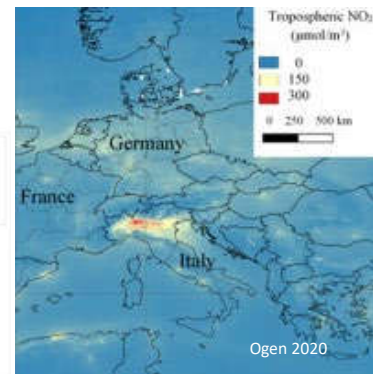 Tropospheric NO₂
(µmol/m²)
0
150
300
0 250 500 km
Germany
France
Italy
Ogen 2020